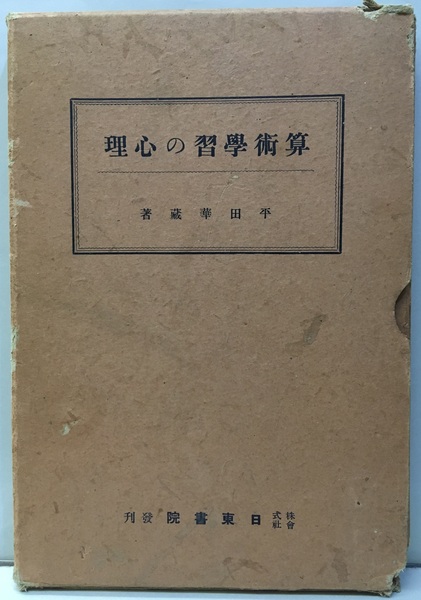 算術學習の心理
平田華蔵著
株式會社日東書院發刊